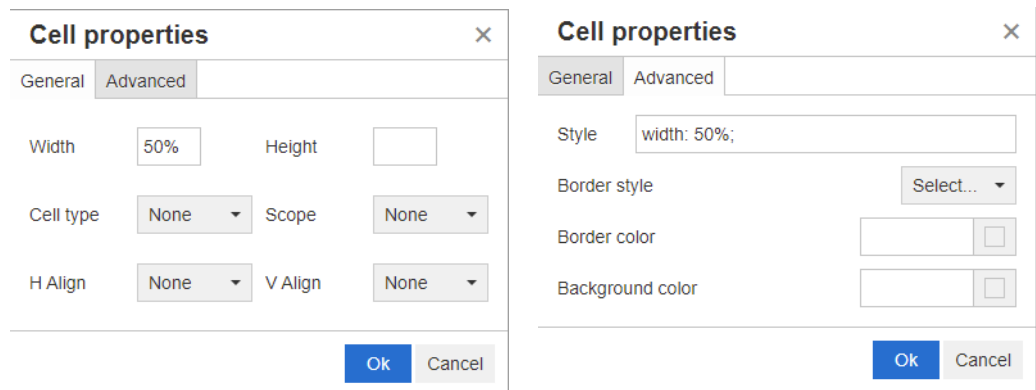 Cell properties ×
General Advanced
Width 50% Height
Cell type None Scope None
H Align None V Align None
Ok Cancel
Cell properties ×
General Advanced
Style width: 50%;
Border style Select...
Border color
Background color
Ok Cancel